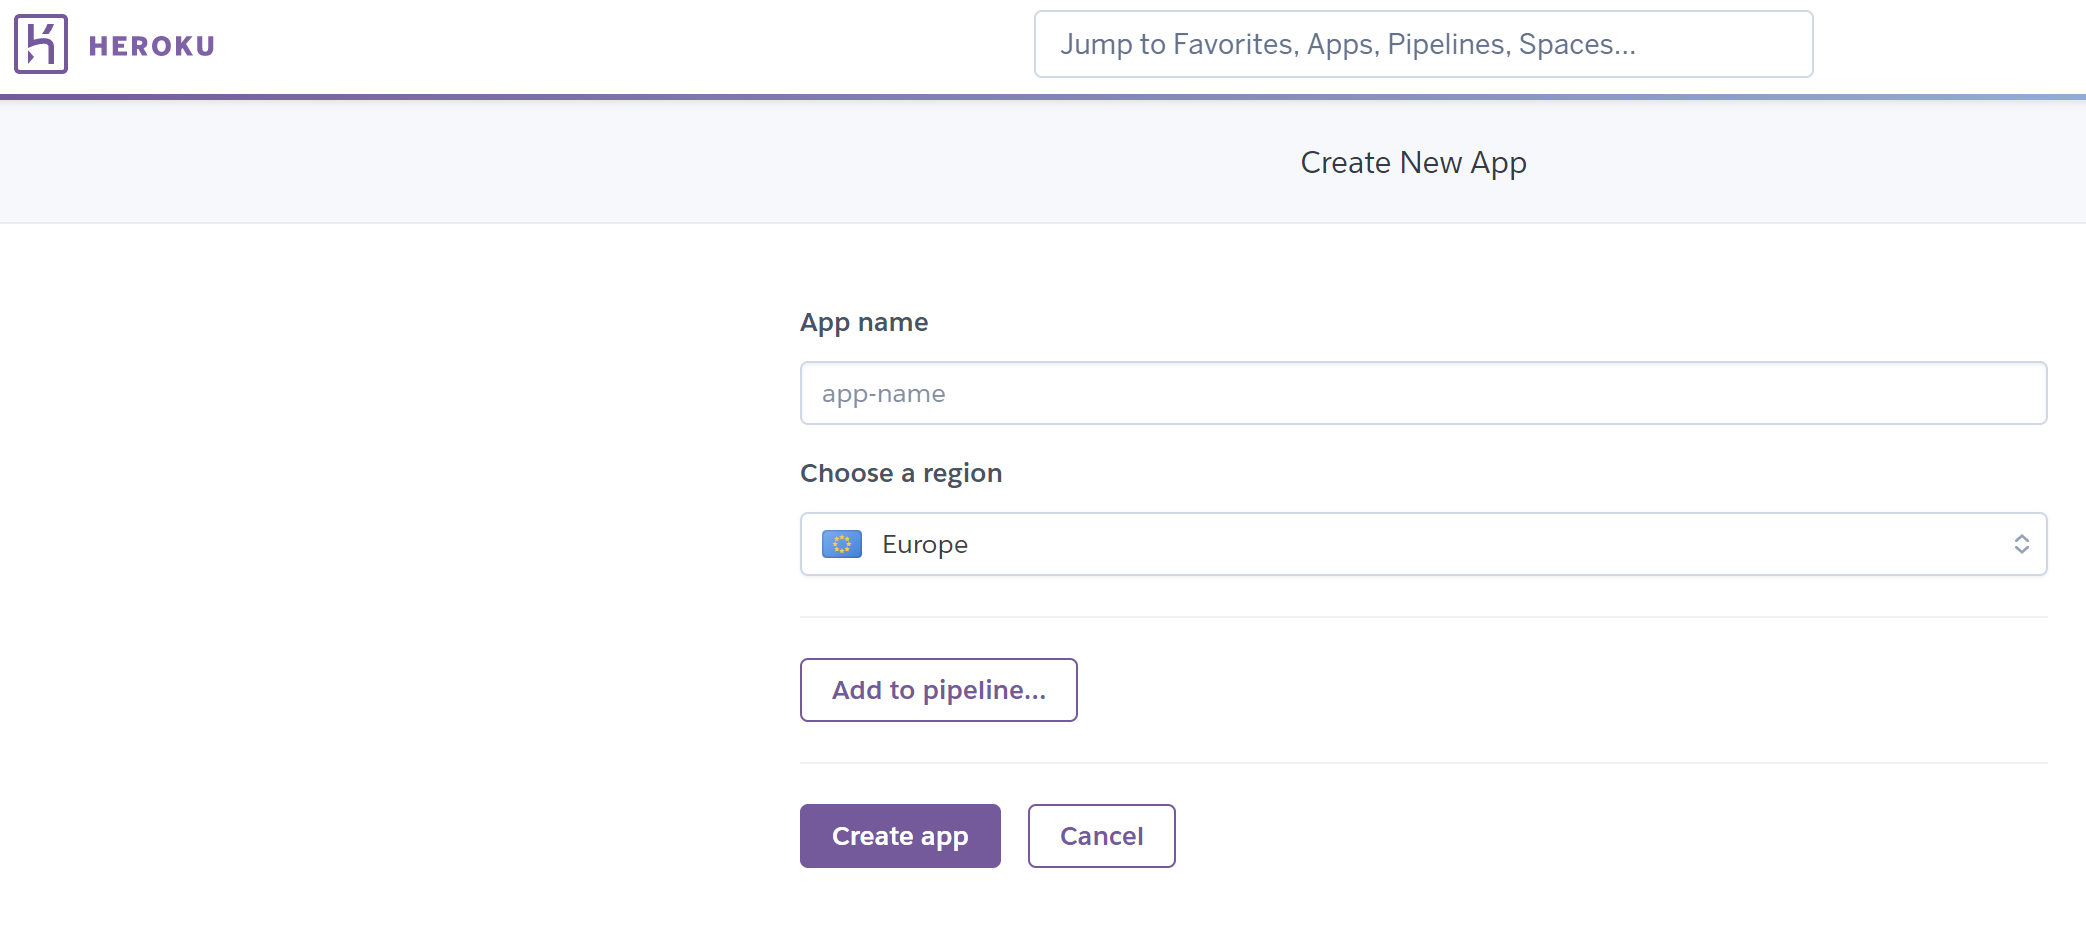 HEROKU
Jump to Favorites, Apps, Pipelines, Spaces...
Create New App
App name
app-name
Choose a region
Europe
Add to pipeline...
Create app
Cancel